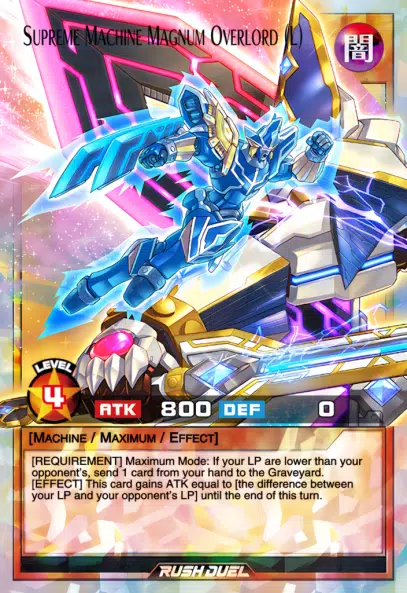 Supreme Machine Magnum Overlord (L)
闇
LEVEL
4
ATK 800 DEF 0
[Machine / Maximum / Effect]
[REQUIREMENT] Maximum Mode: If your LP are lower than your
opponent's, send 1 card from your hand to the Graveyard.
[EFFECT] This card gains ATK equal to [the difference between
your LP and your opponent's LP] until the end of this turn.
RUSH DUEL